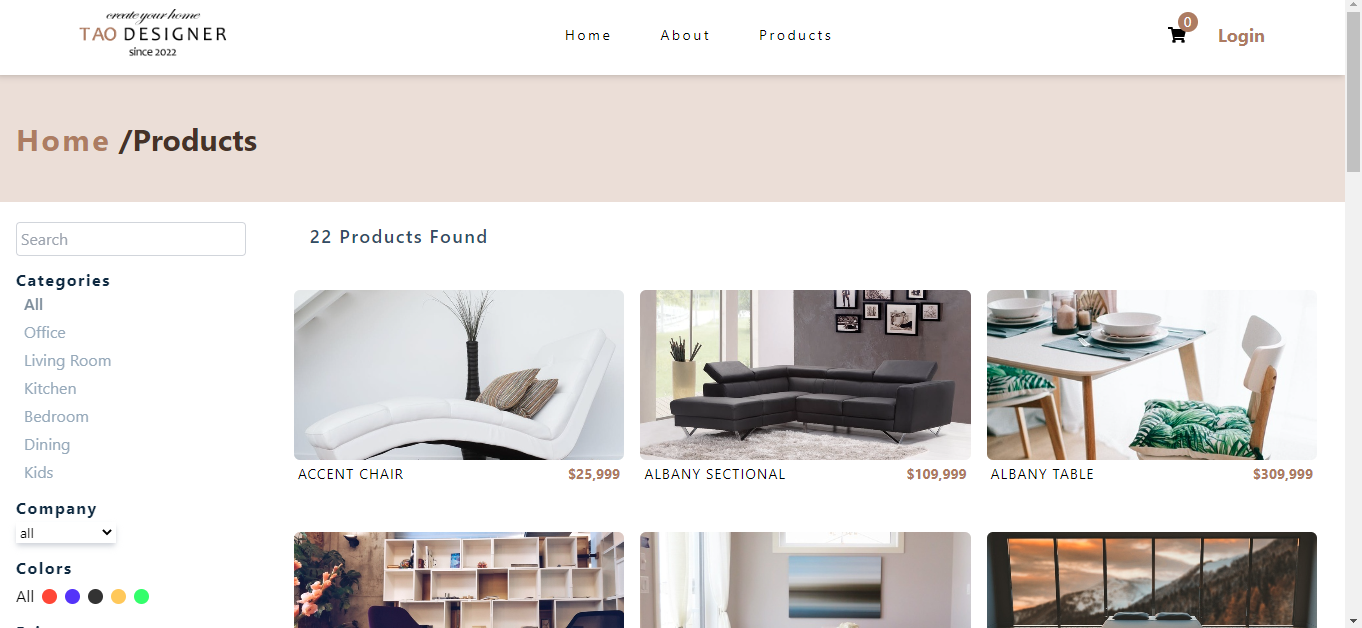 create your home
TAO DESIGNER
since 2022
Home About Products
0
Login
Home /Products
Search
22 Products Found
Categories
All
Office
Living Room
Kitchen
Bedroom
Dining
Kids
Company
all
Colors
All
ACCENT CHAIR $25,999
ALBANY SECTIONAL $109,999
ALBANY TABLE $309,999